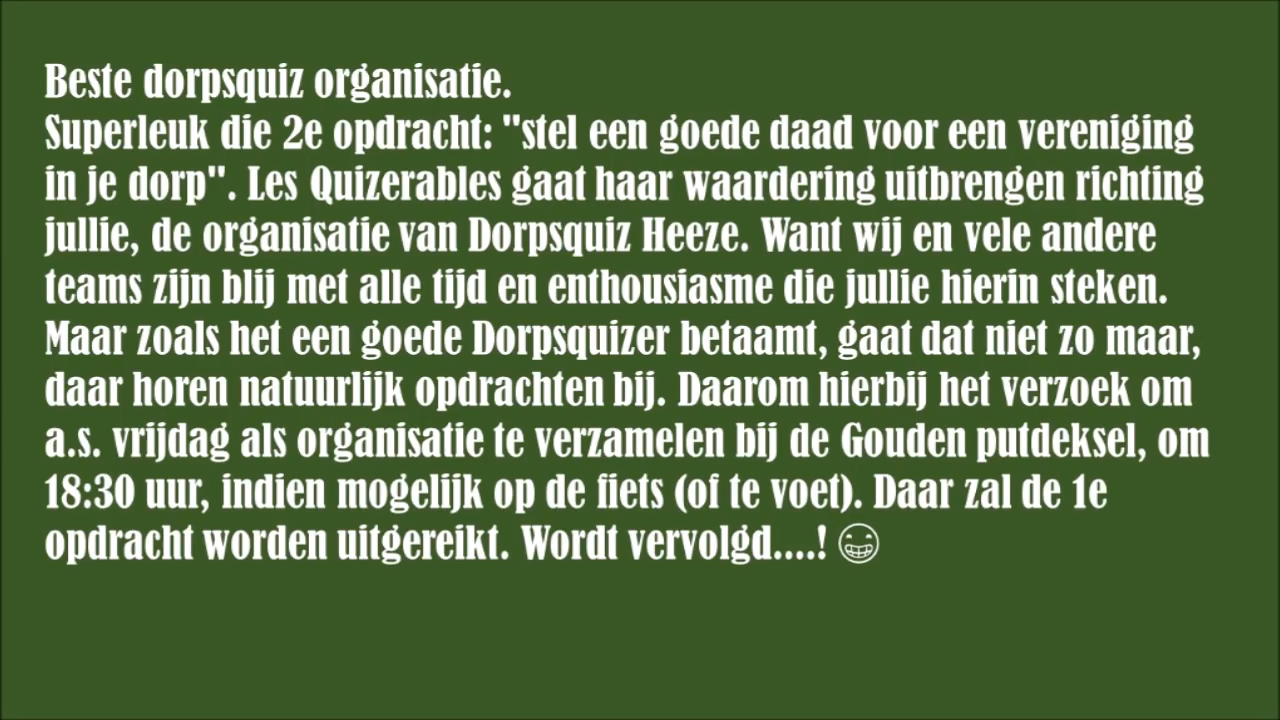 Beste dorpsquiz organisatie.
Superleuk die 2e opdracht: "stel een goede daad voor een vereniging
in je dorp". Les Quizerables gaat haar waardering uitbrengen richting
jullie, de organisatie van Dorpsquiz Heeze. Want wij en vele andere
teams zijn blij met alle tijd en enthousiasme die jullie hierin steken.
Maar zoals het een goede Dorpsquizer betaamt, gaat dat niet zo maar,
daar horen natuurlijk opdrachten bij. Daarom hierbij het verzoek om
a.s. vrijdag als organisatie te verzamelen bij de Gouden putdeksel, om
18:30 uur, indien mogelijk op de fiets (of te voet). Daar zal de 1e
opdracht worden uitgereikt. Wordt vervolgd....! 😁